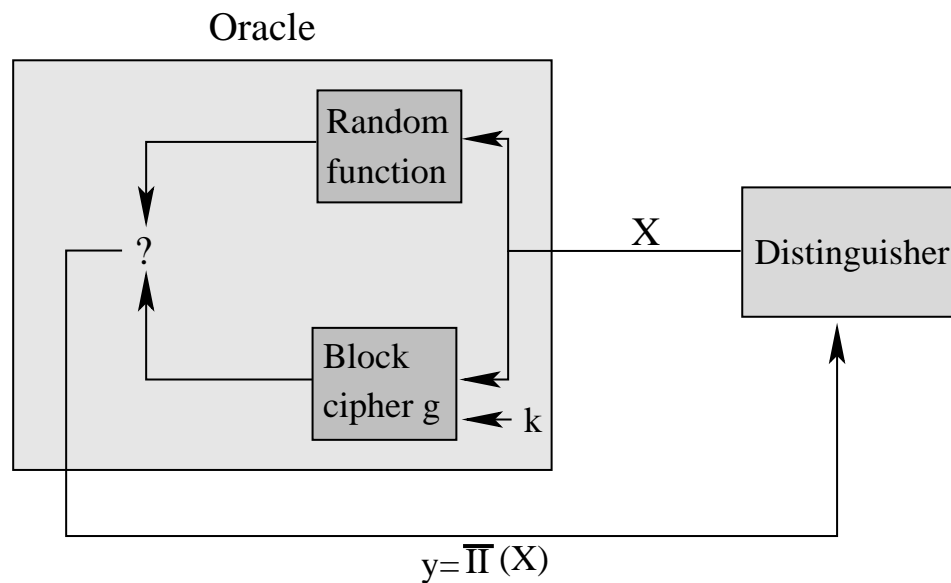 Oracle
Random
function
X
?
Distinguisher
Block
cipher g
k
y= Π̅ (X)